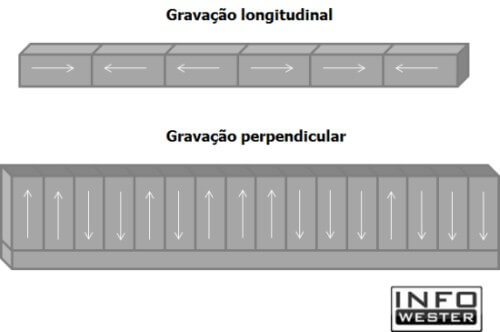 Gravação longitudinal
Gravação perpendicular
INFO
WESTER